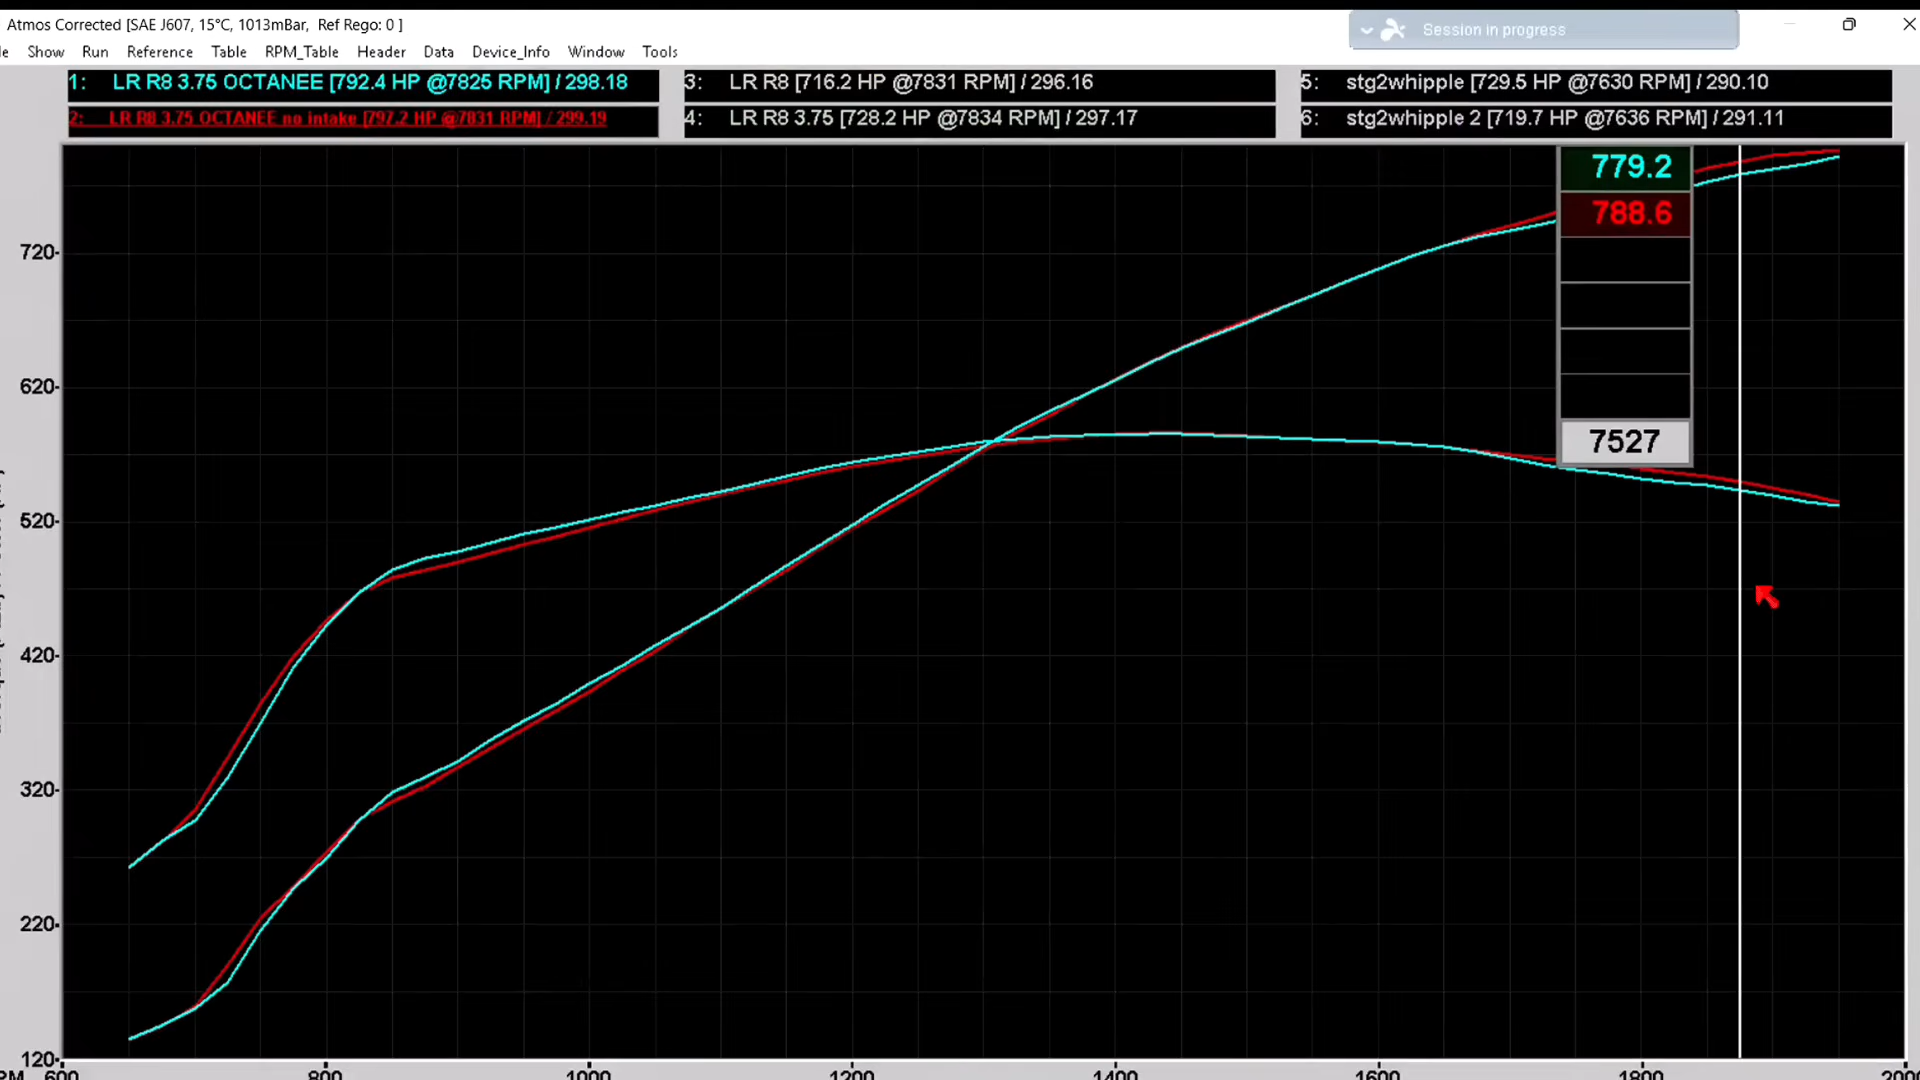 Atmos Corrected [SAE J607, 15°C, 1013mBar, Ref Rego: 0 ]
Session in progress
Show Run Reference Table RPM_Table Header Data Device_Info Window Tools
1: LR R8 3.75 OCTANEE [792.4 HP @7825 RPM] / 298.18
3: LR R8 [716.2 HP @7831 RPM] / 296.16
5: stg2whipple [729.5 HP @7630 RPM] / 290.10
2: LR R8 3.75 OCTANEE no intake [797.2 HP @7831 RPM] / 299.19
4: LR R8 3.75 [728.2 HP @7834 RPM] / 297.17
6: stg2whipple 2 [719.7 HP @7636 RPM] / 291.11
779.2
788.6
7527
720
620
520
420
320
220
120
600 800 1000 1200 1400 1600 1800